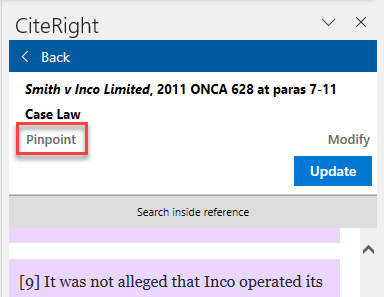 CiteRight
Back
Smith v Inco Limited, 2011 ONCA 628 at paras 7-11
Case Law
Pinpoint Modify
Update
Search inside reference
[9] It was not alleged that Inco operated its